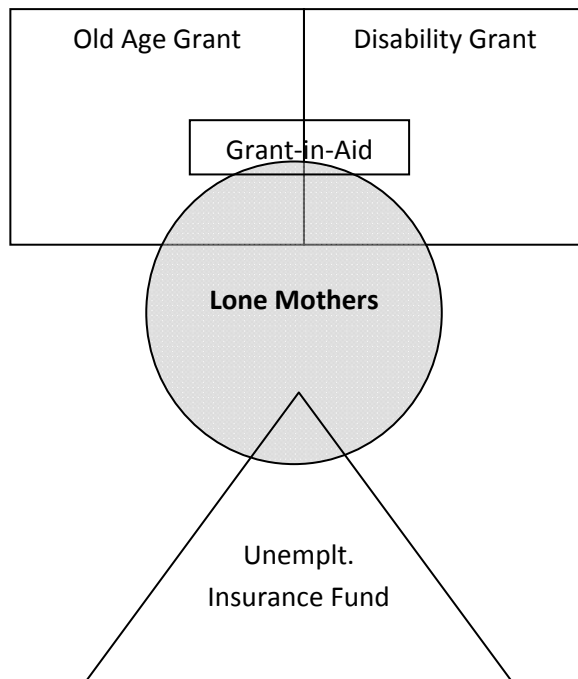 Old Age Grant
Disability Grant
Grant-in-Aid
Lone Mothers
Unemplt.
Insurance Fund